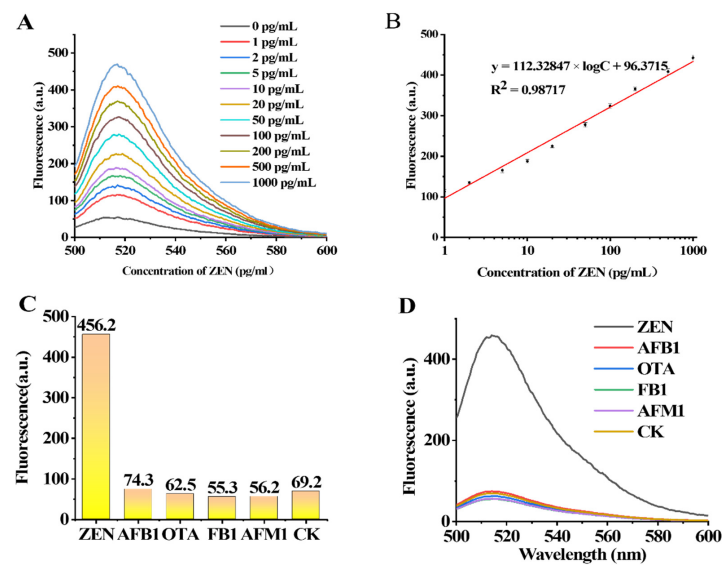 A
Fluorescence (a.u.)
500
400
300
200
100
0
500 520 540 560 580 600
Concentration of ZEN (pg/ml)
0 pg/mL
1 pg/mL
2 pg/mL
5 pg/mL
10 pg/mL
20 pg/mL
50 pg/mL
100 pg/mL
200 pg/mL
500 pg/mL
1000 pg/mL
B
Fluorescence (a.u.)
500
400
300
200
100
0
y = 112.32847 × logC + 96.3715
R² = 0.98717
1 10 100 1000
Concentration of ZEN (pg/mL)
C
Fluorescence(a.u.)
500
400
300
200
100
0
456.2
74.3 62.5 55.3 56.2 69.2
ZEN AFB1 OTA FB1 AFM1 CK
D
Fluorescence (a.u.)
400
200
0
ZEN
AFB1
OTA
FB1
AFM1
CK
500 520 540 560 580 600
Wavelength (nm)